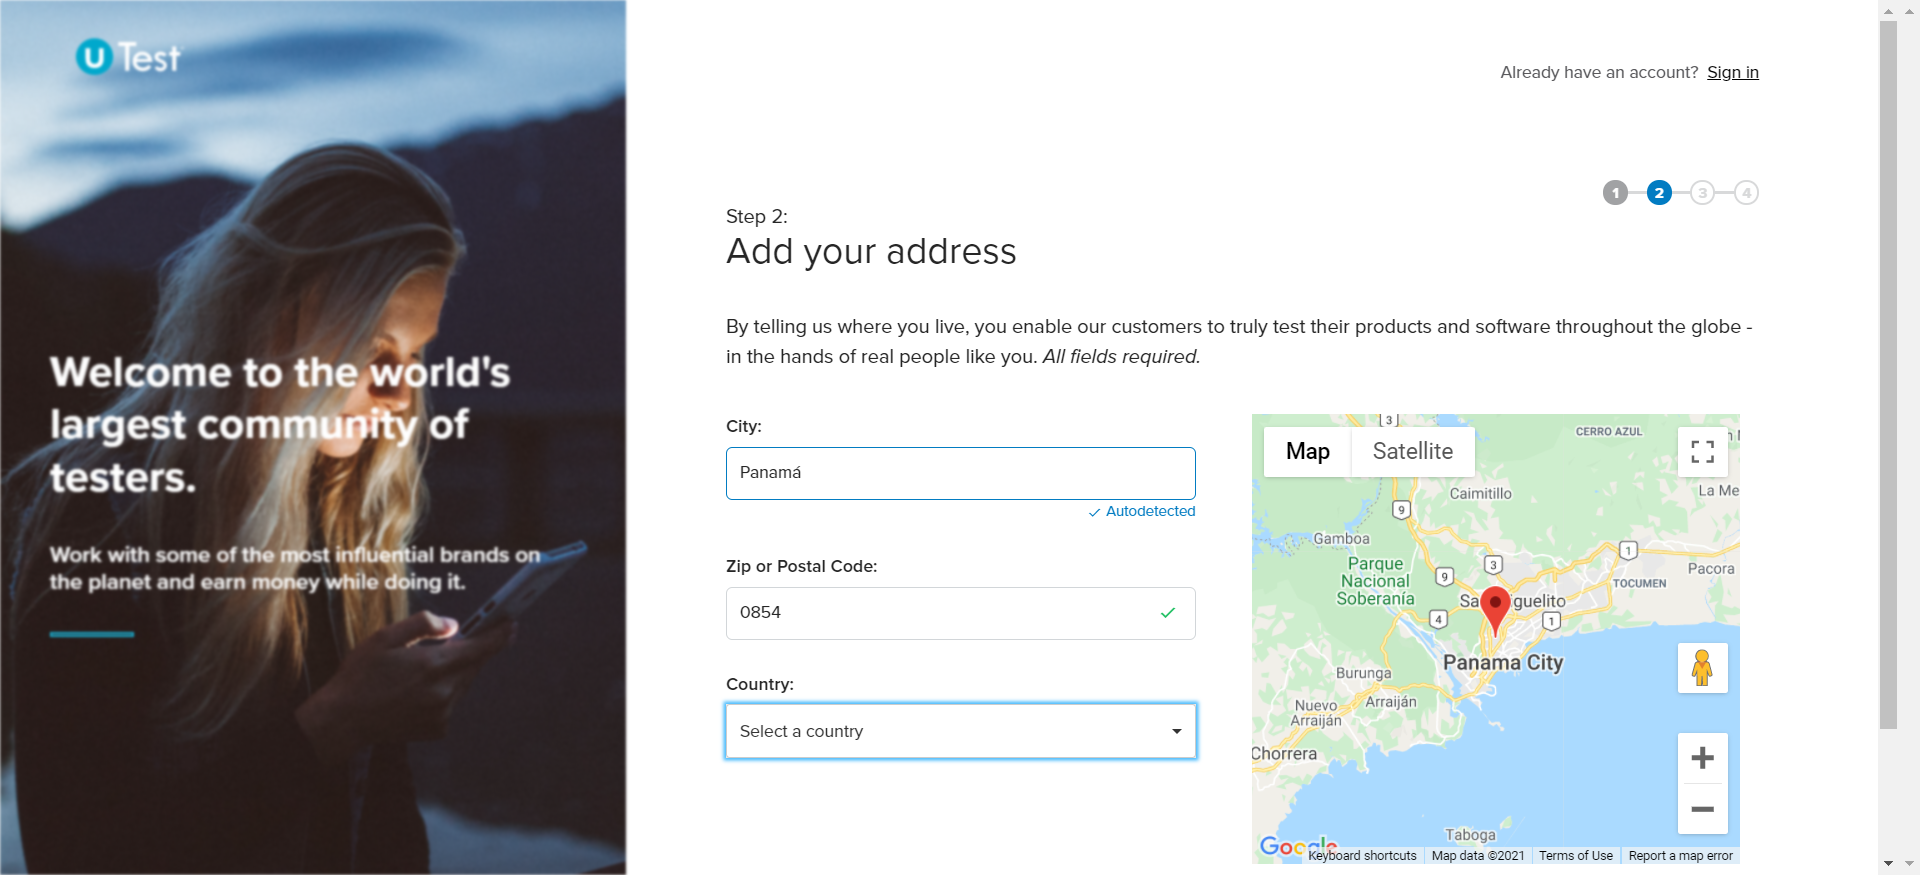 U Test
Already have an account? Sign in
1 2 3 4
Step 2:
Add your address
By telling us where you live, you enable our customers to truly test their products and software throughout the globe -
in the hands of real people like you. All fields required.
Welcome to the world's
largest community of
testers.
Work with some of the most influential brands on
the planet and earn money while doing it.
City:
Panamá
Autodetected
Zip or Postal Code:
0854
Country:
Select a country
Map Satellite
3
CERRO AZUL
La Me
Caimitillo
9
Gamboa
1
Parque
Nacional
Soberanía
3
9
Pacora
TOCUMEN
4
1
Panama City
Burunga
Arraiján
Nuevo
Arraiján
Chorrera
Taboga
Google
Keyboard shortcuts Map data ©2021 Terms of Use Report a map error